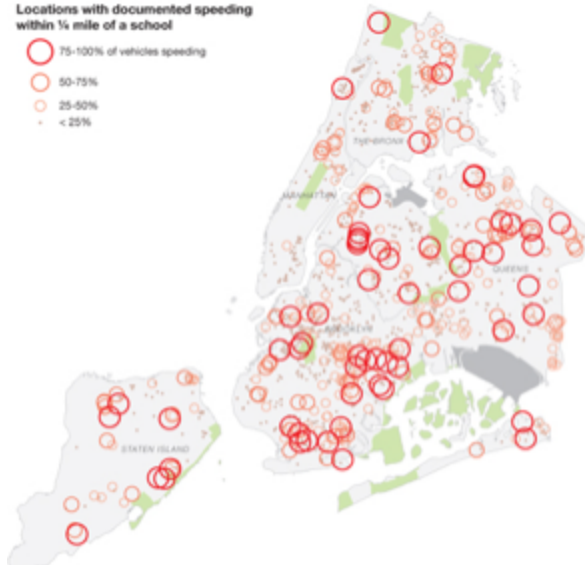 Locations with documented speeding
within ¼ mile of a school
75-100% of vehicles speeding
50-75%
25-50%
< 25%
THE BRONX
MANHATTAN
QUEENS
BROOKLYN
STATEN ISLAND